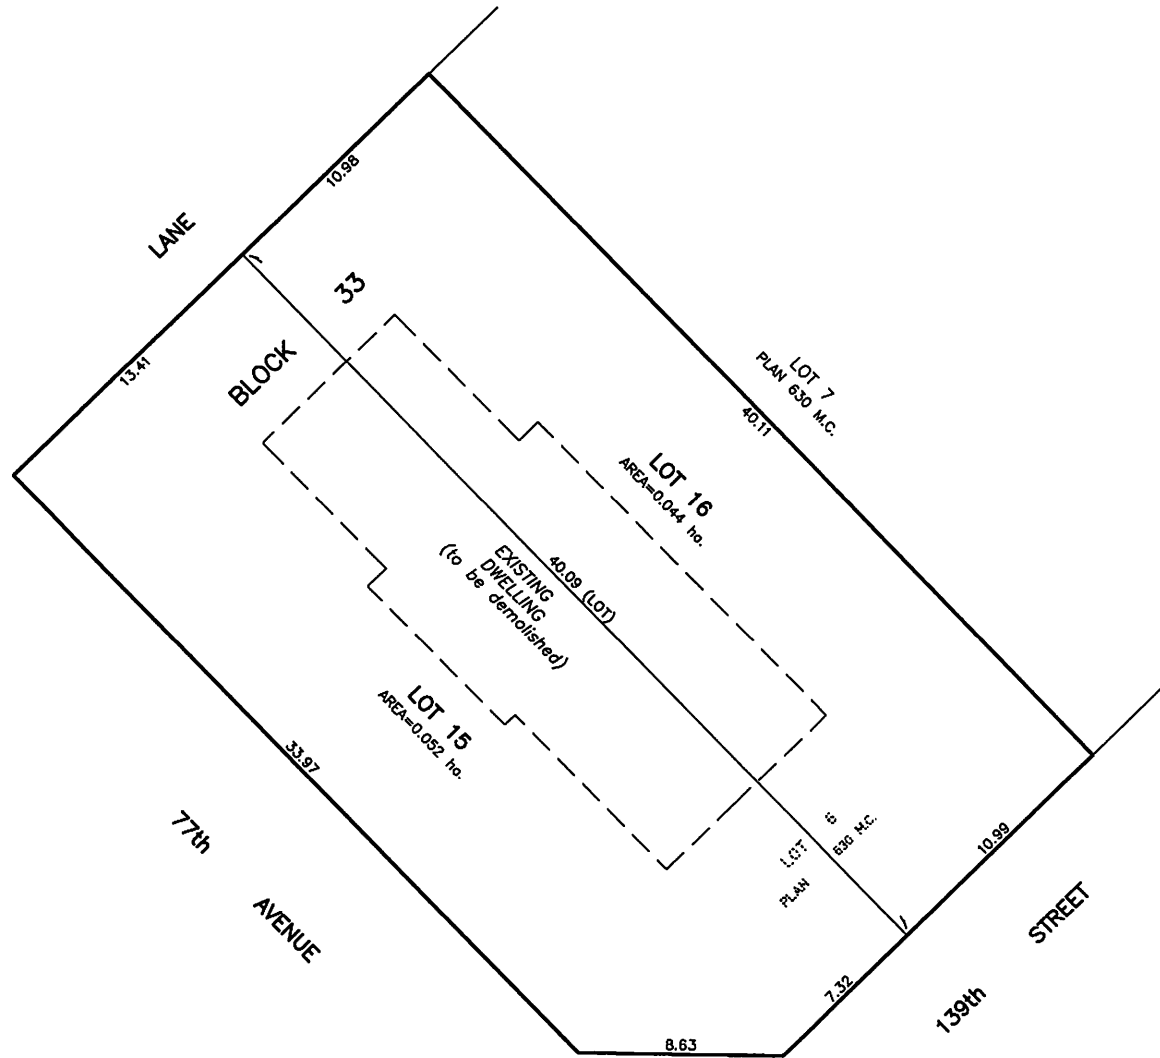 10.98
LANE
33
BLOCK
13.41
LOT 7
PLAN 630 M.C.
40.11
LOT 16
AREA=0.044 ha.
40.09 (LOT)
EXISTING
DWELLING
(to be demolished)
LOT 15
AREA=0.052 ha.
33.97
77th
AVENUE
LOT 6
PLAN 630 M.C.
10.99
7.32
139th
STREET
8.63